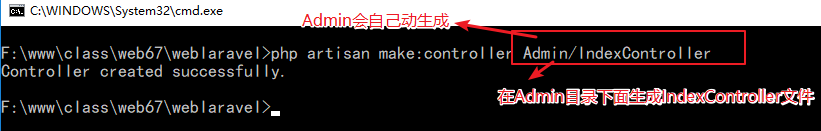 C:\WINDOWS\System32\cmd.exe
Admin会自己动生成
F:\www\class\web67\weblaravel>php artisan make:controller Admin/IndexController
Controller created successfully.
在Admin目录下面生成IndexController文件
F:\www\class\web67\weblaravel>